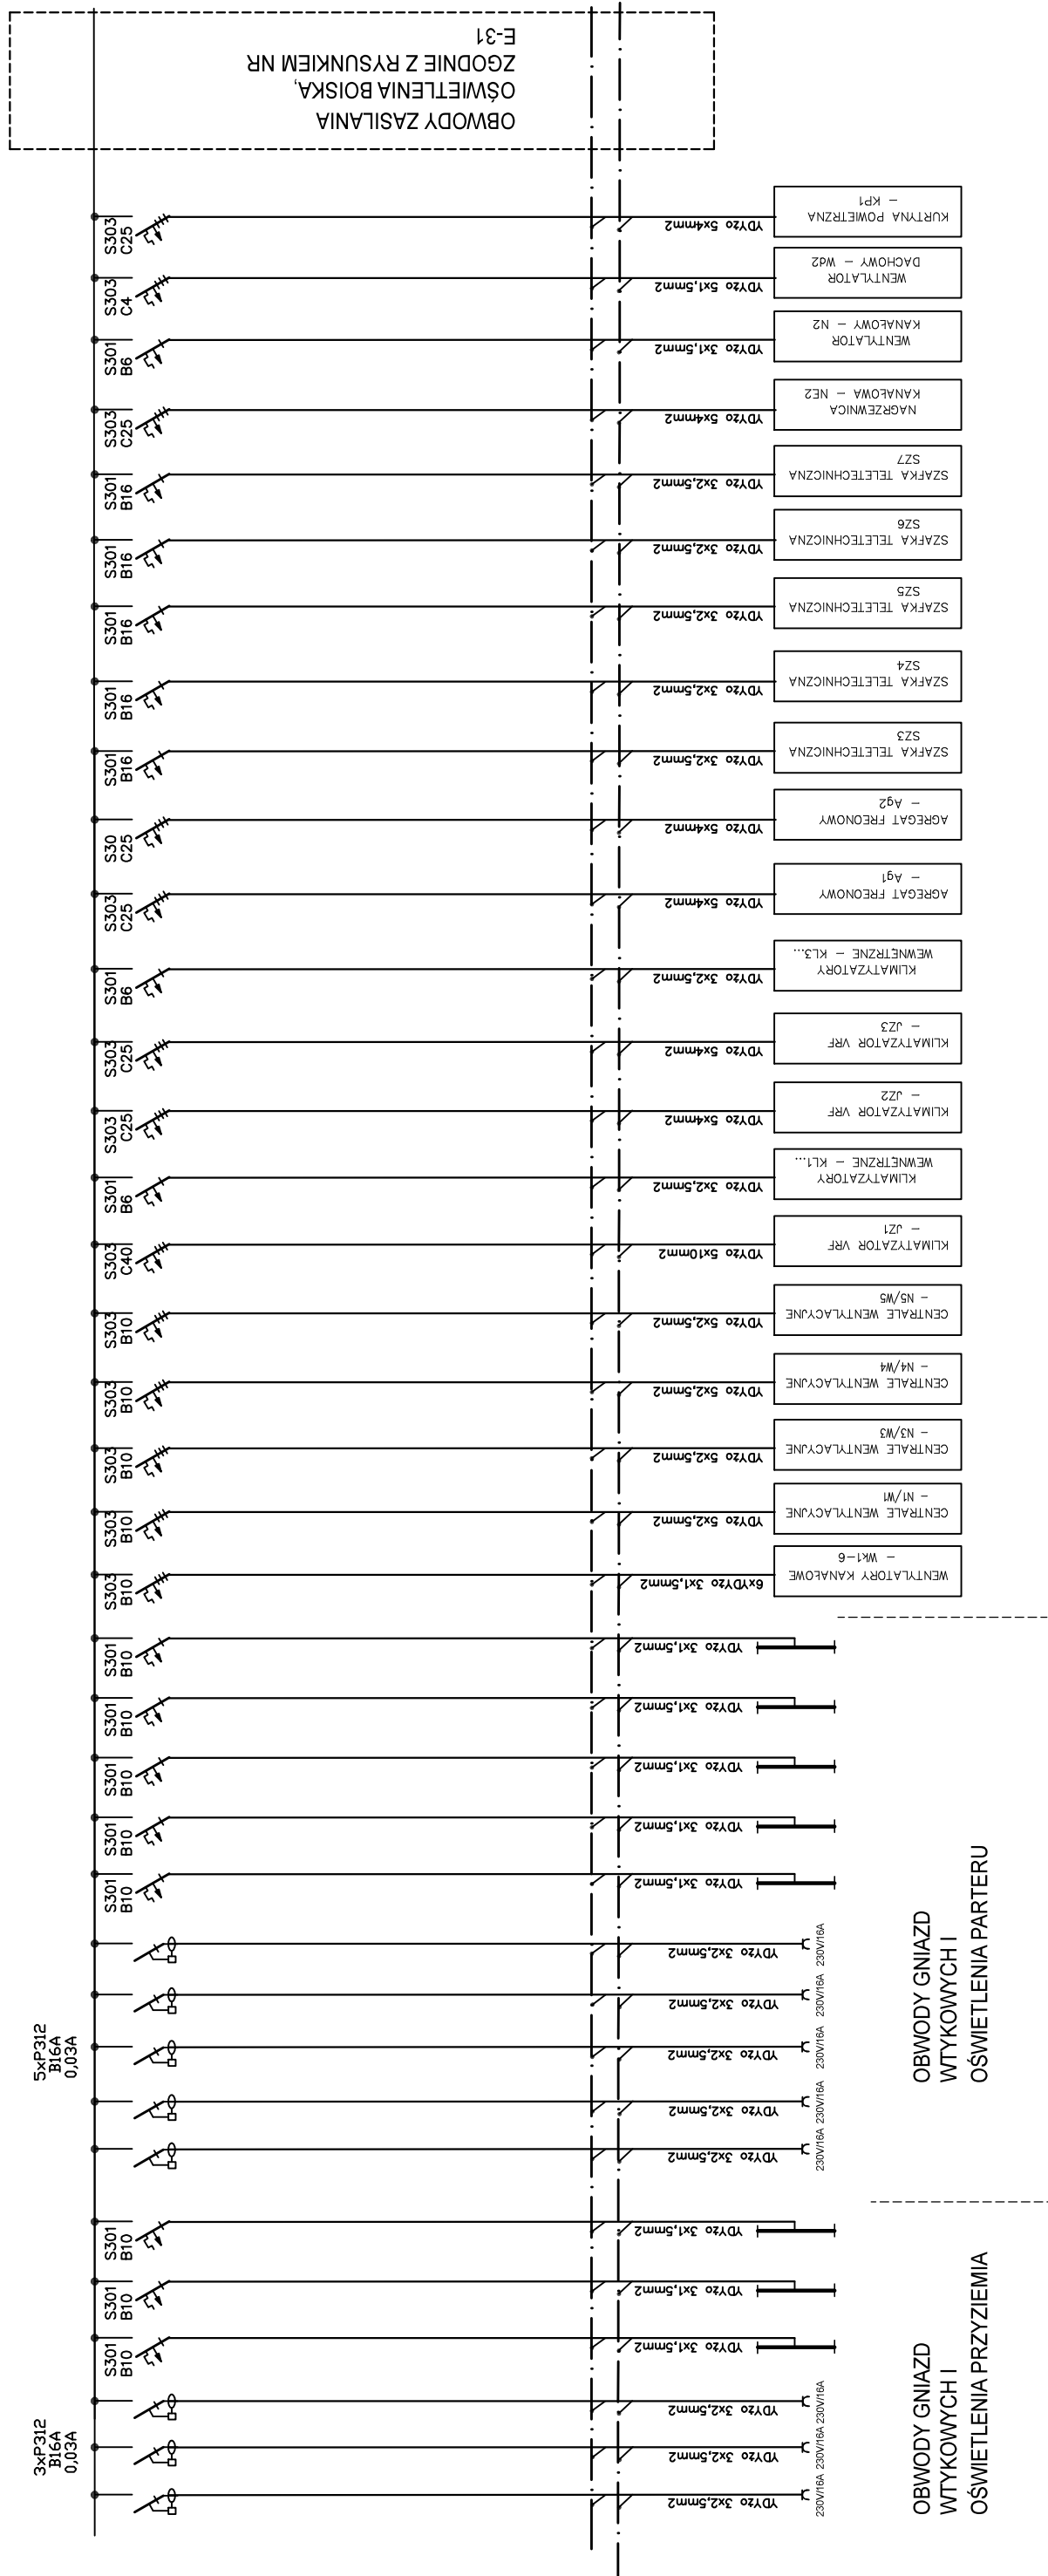 OBWODY ZASILANIA
OŚWIETLENIA BOISKA,
ZGODNIE Z RYSUNKIEM NR
E-31
S303
C25
YDYżo 5x4mm2
KURTYNA POWIETRZNA
– KP1
S303
C4
YDYżo 5x1,5mm2
WENTYLATOR
DACHOWY – Wd2
S301
B6
YDYżo 3x1,5mm2
WENTYLATOR
KANAŁOWY – N2
S303
C25
YDYżo 5x4mm2
NAGRZEWNICA
KANAŁOWA – NE2
S301
B16
YDYżo 3x2,5mm2
SZAFKA TELETECHNICZNA
SZ7
S301
B16
YDYżo 3x2,5mm2
SZAFKA TELETECHNICZNA
SZ6
S301
B16
YDYżo 3x2,5mm2
SZAFKA TELETECHNICZNA
SZ5
S301
B16
YDYżo 3x2,5mm2
SZAFKA TELETECHNICZNA
SZ4
S301
B16
YDYżo 3x2,5mm2
SZAFKA TELETECHNICZNA
SZ3
S30
C25
YDYżo 5x4mm2
AGREGAT FREONOWY
– Ag2
S303
C25
YDYżo 5x4mm2
AGREGAT FREONOWY
– Ag1
S301
B6
YDYżo 3x2,5mm2
KLIMATYZATORY
WEWNĘTRZNE – KL3...
S303
C25
YDYżo 5x4mm2
KLIMATYZATOR VRF
– JZ3
S303
C25
YDYżo 5x4mm2
KLIMATYZATOR VRF
– JZ2
S301
B6
YDYżo 3x2,5mm2
KLIMATYZATORY
WEWNĘTRZNE – KL1...
S303
C40
YDYżo 5x10mm2
KLIMATYZATOR VRF
– JZ1
S303
B10
YDYżo 5x2,5mm2
CENTRALE WENTYLACYJNE
– N5/W5
S303
B10
YDYżo 5x2,5mm2
CENTRALE WENTYLACYJNE
– N4/W4
S303
B10
YDYżo 5x2,5mm2
CENTRALE WENTYLACYJNE
– N3/W3
S303
B10
YDYżo 5x2,5mm2
CENTRALE WENTYLACYJNE
– N1/W1
S303
B10
6xYDYżo 3x1,5mm2
WENTYLATORY KANAŁOWE
– Wk1–6
S301
B10
YDYżo 3x1,5mm2
S301
B10
YDYżo 3x1,5mm2
S301
B10
YDYżo 3x1,5mm2
S301
B10
YDYżo 3x1,5mm2
S301
B10
YDYżo 3x1,5mm2
YDYżo 3x2,5mm2
230V/16A
YDYżo 3x2,5mm2
230V/16A
5xP312
B16A
0,03A
YDYżo 3x2,5mm2
230V/16A
YDYżo 3x2,5mm2
230V/16A
YDYżo 3x2,5mm2
230V/16A
OBWODY GNIAZD
WTYKOWYCH I
OŚWIETLENIA PARTERU
S301
B10
YDYżo 3x1,5mm2
S301
B10
YDYżo 3x1,5mm2
S301
B10
YDYżo 3x1,5mm2
YDYżo 3x2,5mm2
230V/16A
3xP312
B16A
0,03A
YDYżo 3x2,5mm2
230V/16A
YDYżo 3x2,5mm2
230V/16A
OBWODY GNIAZD
WTYKOWYCH I
OŚWIETLENIA PRZYZIEMIA